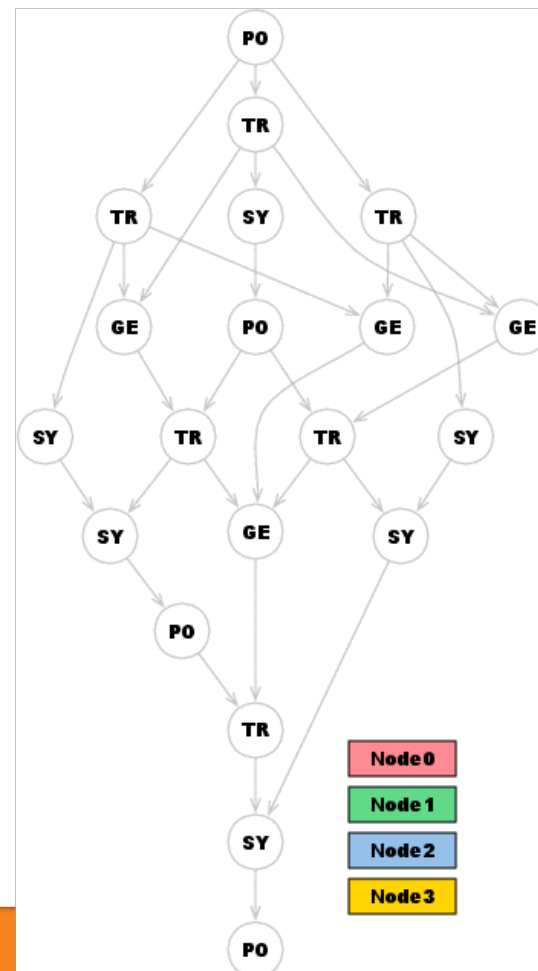 PO
TR
TR SY TR
GE PO GE GE
SY TR TR SY
SY GE SY
PO
TR
Node0
Node1
SY
Node2
Node3
PO